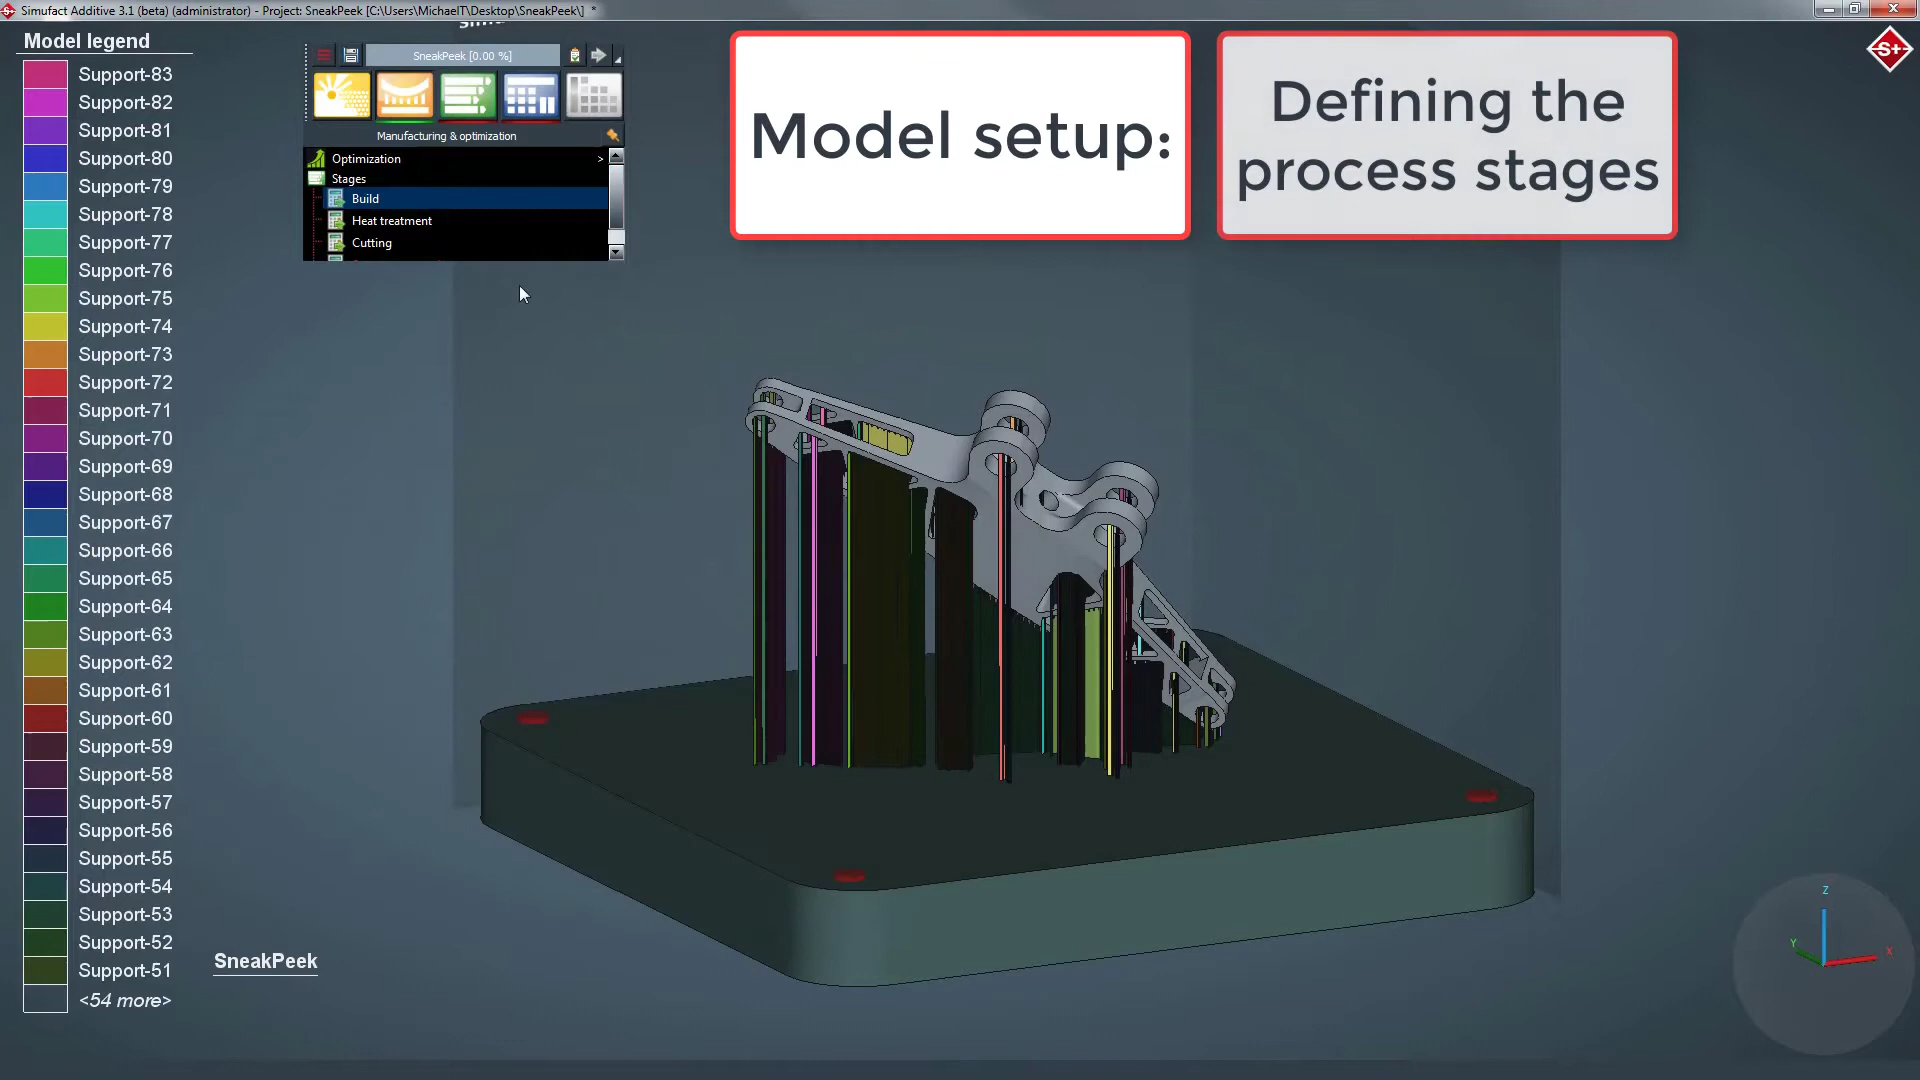 Simufact Additive 3.1 (beta) (administrator) - Project: SneakPeek [C:\Users\MichaelT\Desktop\SneakPeek\] *
Model legend
Support-83
Support-82
Support-81
Support-80
Support-79
Support-78
Support-77
Support-76
Support-75
Support-74
Support-73
Support-72
Support-71
Support-70
Support-69
Support-68
Support-67
Support-66
Support-65
Support-64
Support-63
Support-62
Support-61
Support-60
Support-59
Support-58
Support-57
Support-56
Support-55
Support-54
Support-53
Support-52
Support-51
<54 more>
SneakPeek [0.00 %]
Manufacturing & optimization
Optimization >
Stages
Build
Heat treatment
Cutting
Model setup:
Defining the
process stages
S+
SneakPeek
Z
Y
X